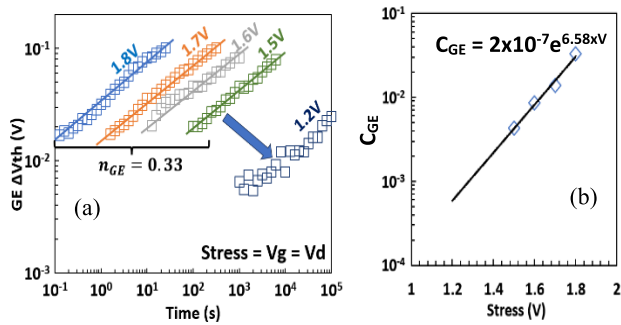 GE ΔVth (V)
10⁻¹
10⁻²
10⁻³
1.8V
1.7V
1.6V
1.5V
1.2V
n_GE = 0.33
(a)
Stress = Vg = Vd
10⁻¹ 10⁰ 10¹ 10² 10³ 10⁴ 10⁵
Time (s)
C_GE
10⁰
10⁻¹
10⁻²
10⁻³
10⁻⁴
C_GE = 2x10-⁷e^6.58xV
(b)
1 1.2 1.4 1.6 1.8 2
Stress (V)